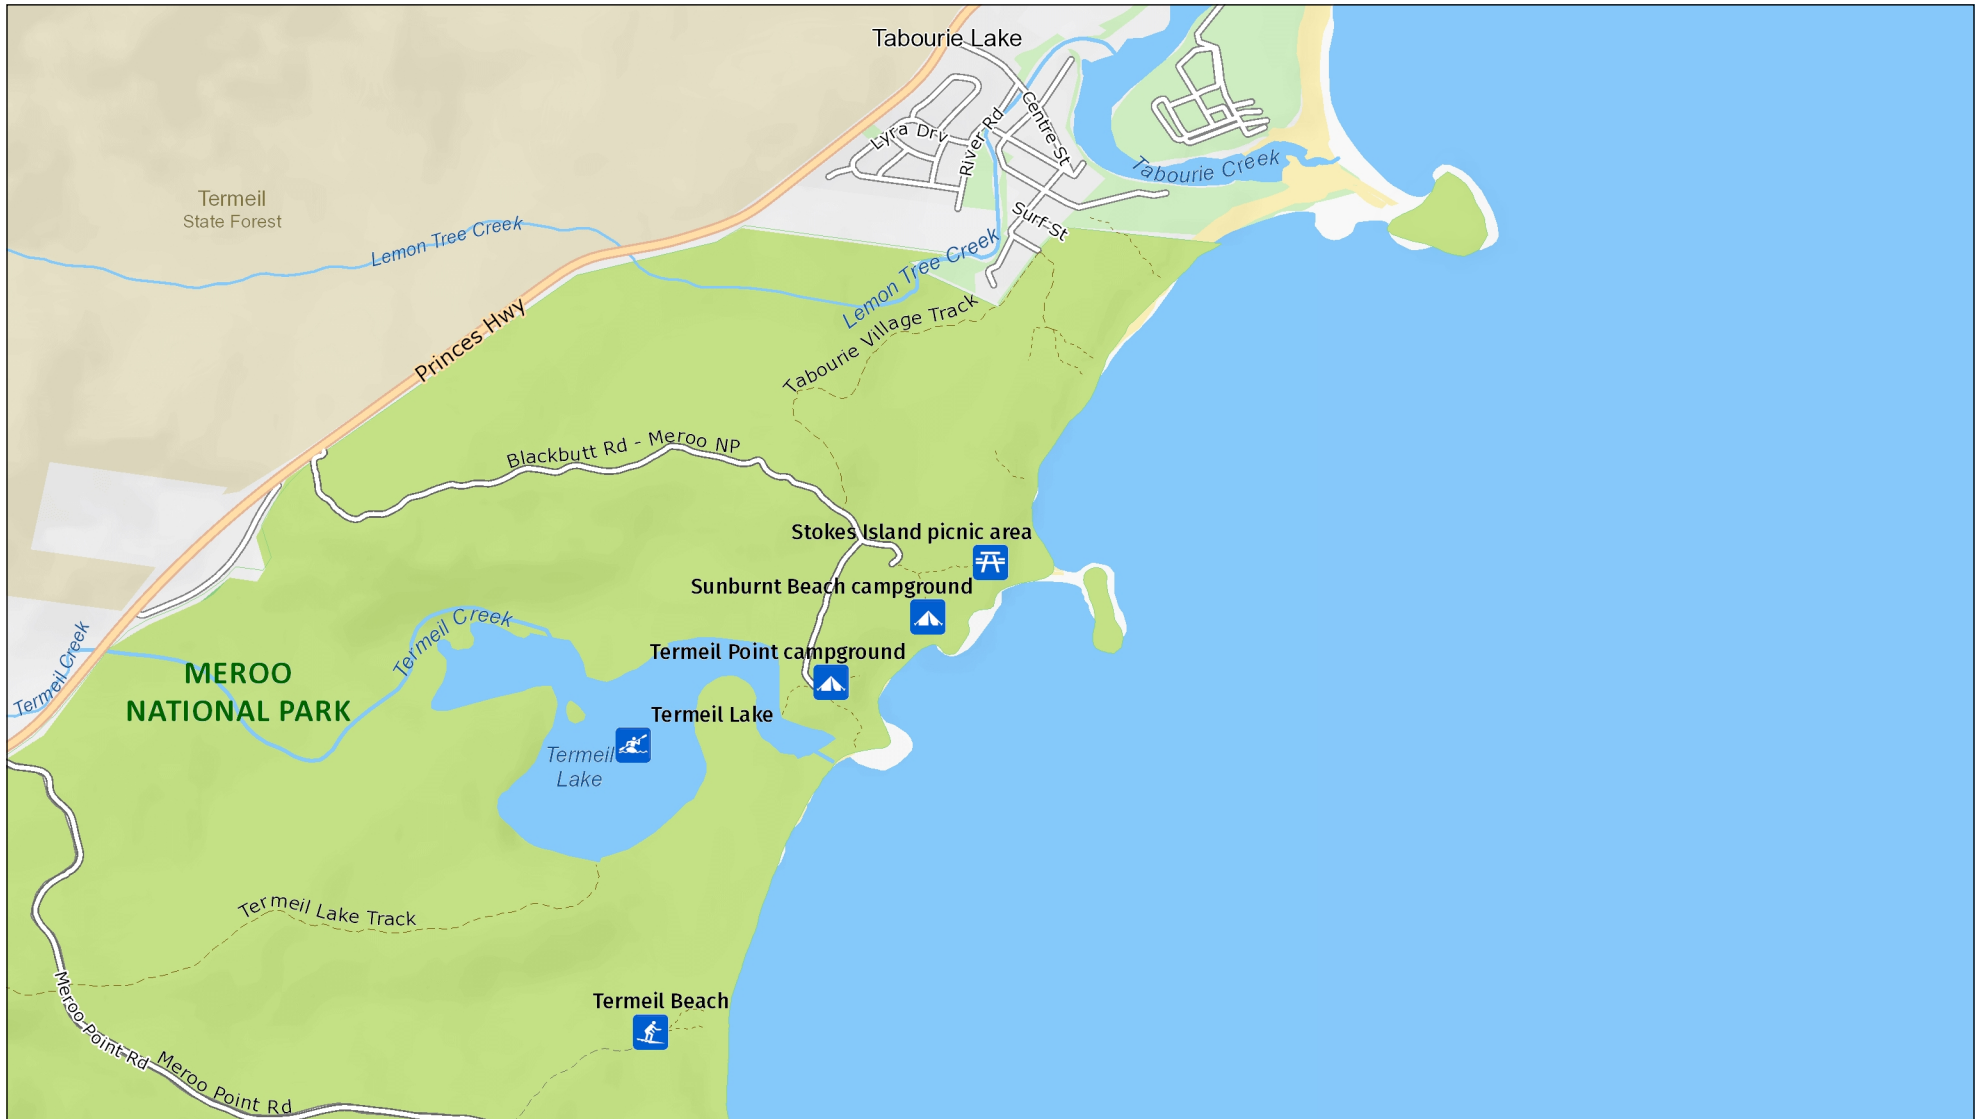 Tabourie Lake
Lyra Drv
River Rd
Centre St
Tabourie Creek
Termeil
State Forest
Lemon Tree Creek
Surf St
Lemon Tree Creek
Princes Hwy
Tabourie Village Track
Blackbutt Rd - Meroo NP
Stokes Island picnic area
Sunburnt Beach campground
Termeil Creek
Termeil Creek
Termeil Point campground
MEROO
NATIONAL PARK
Termeil Lake
Termeil
Lake
Termeil Lake Track
Termeil Beach
Meroo Point Rd
Meroo Point Rd